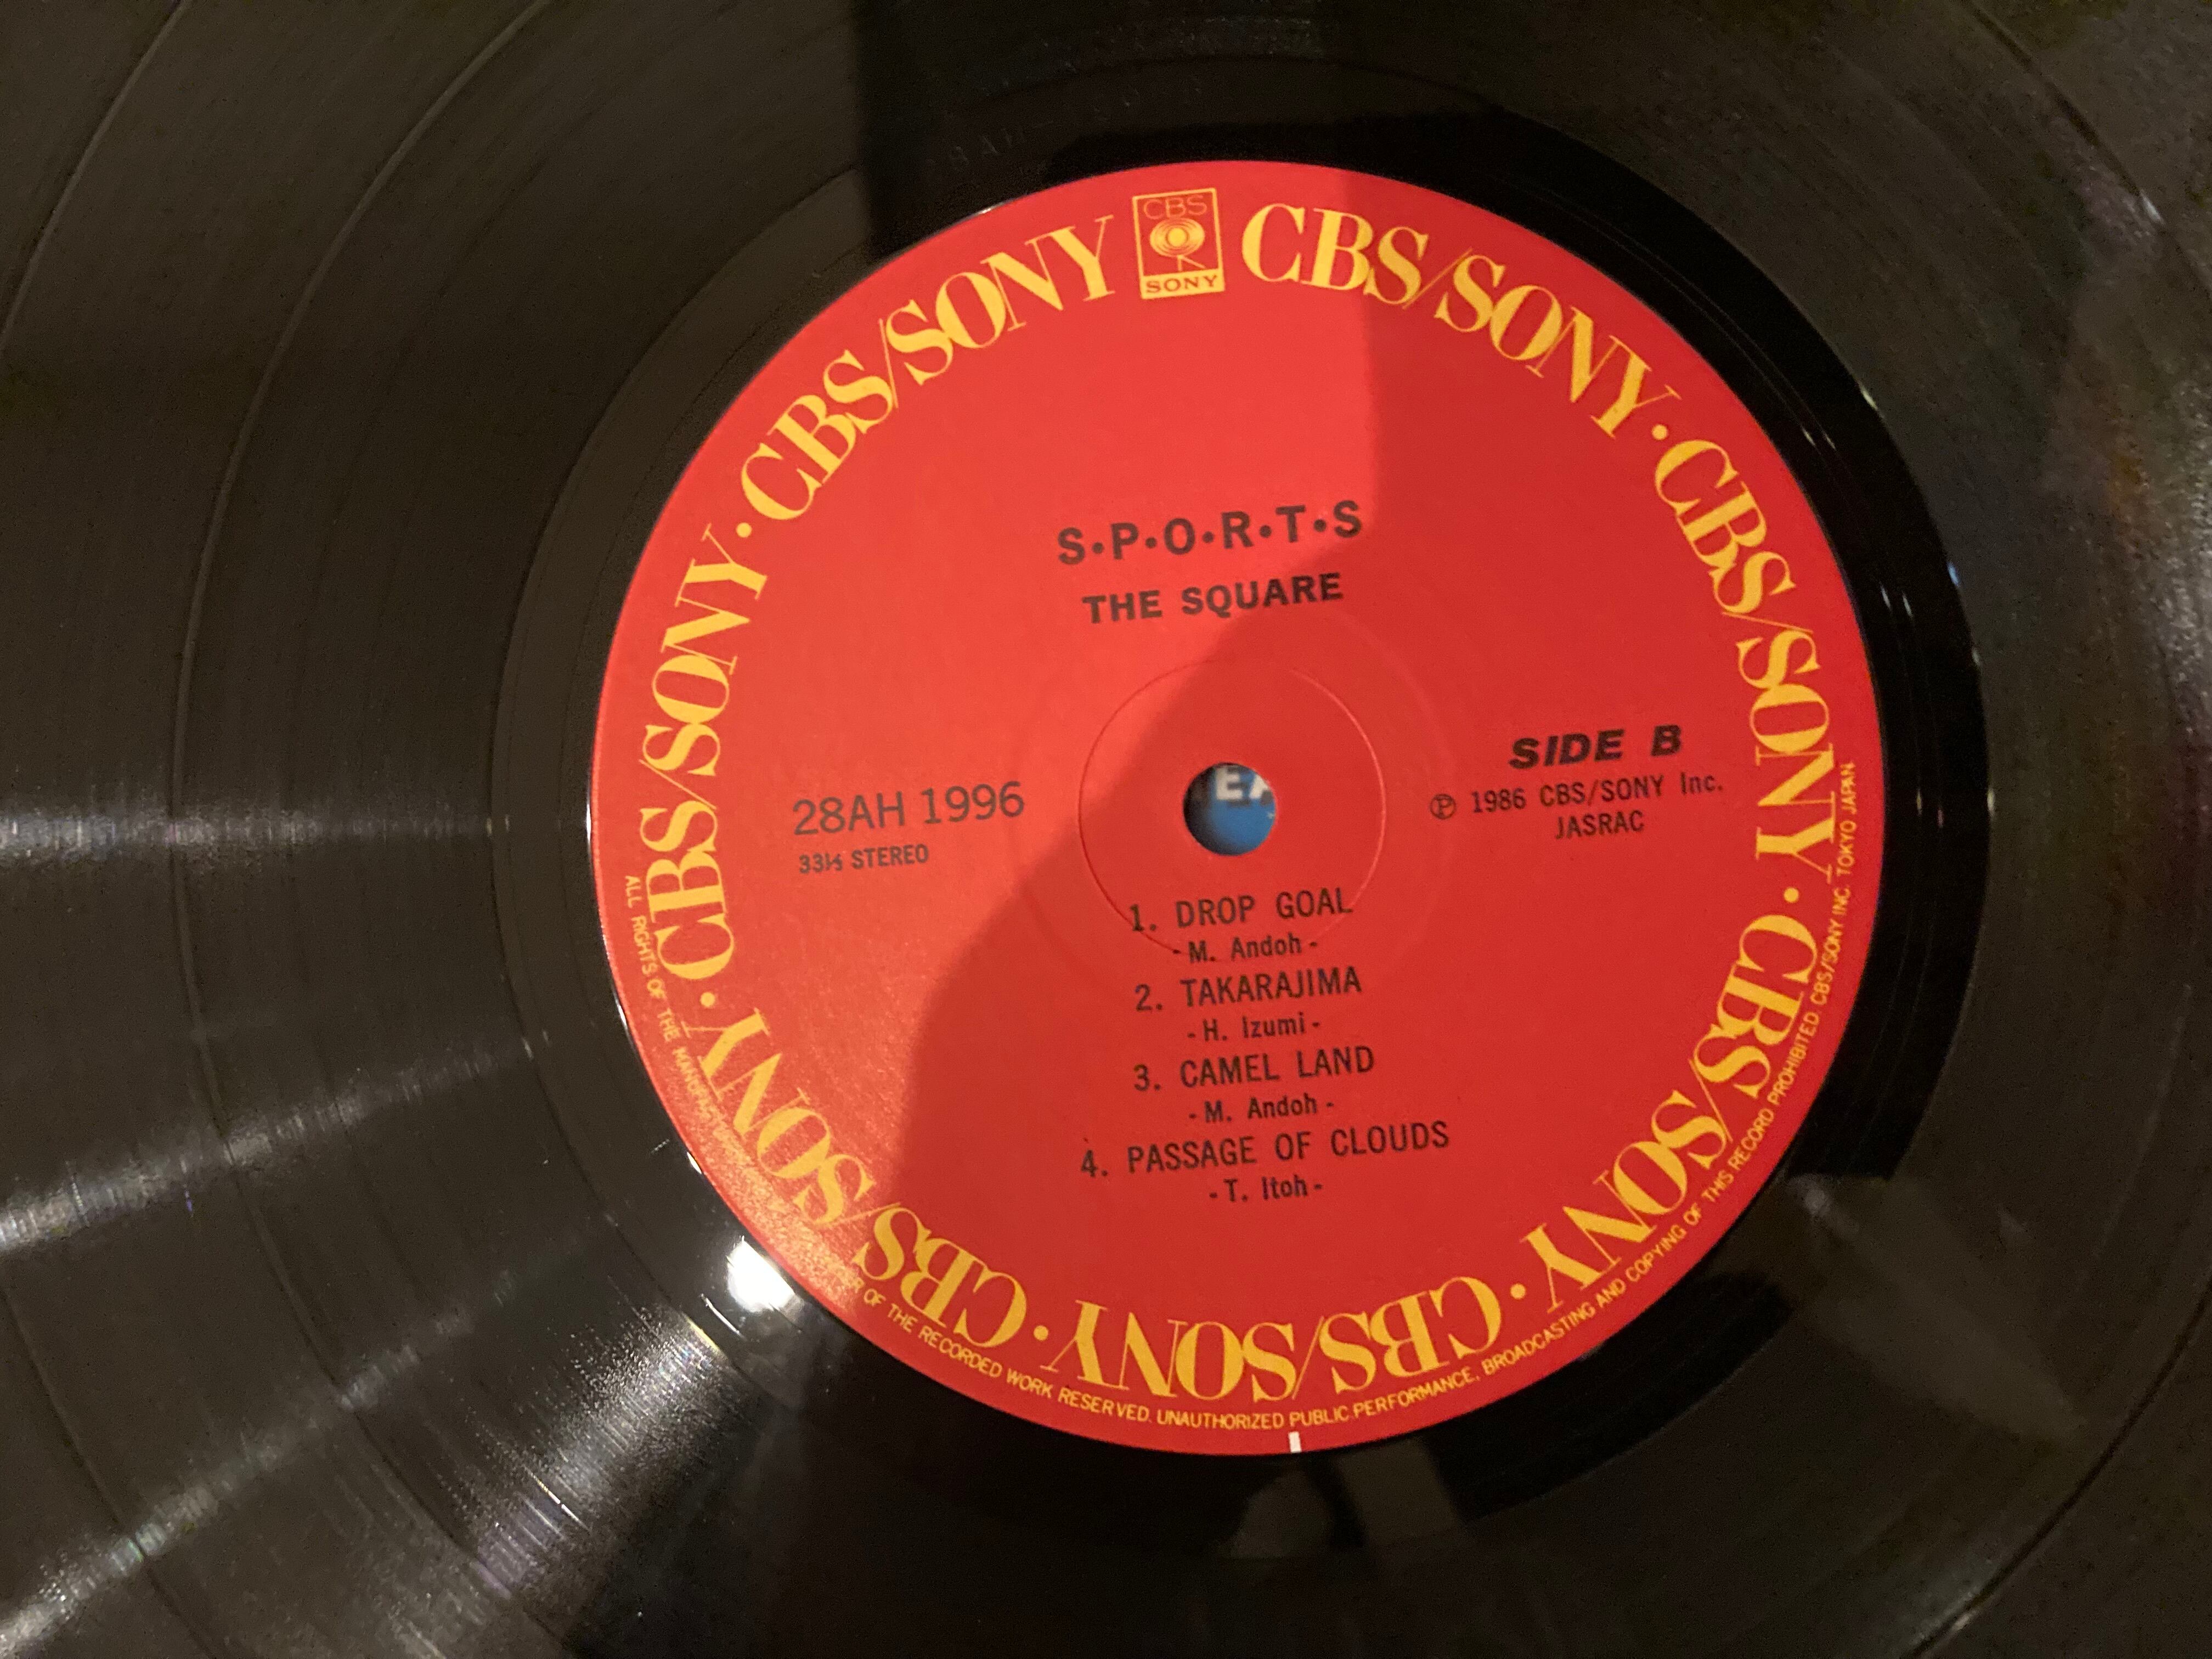 CBS
SONY
CBS/SONY · CBS/SONY · CBS/SONY · CBS/SONY · CBS/SONY · CBS/SONY · CBS/SONY
S·P·O·R·T·S
THE SQUARE
28AH 1996
33⅓ STEREO
SIDE B
℗ 1986 CBS/SONY Inc.
JASRAC
EA
1. DROP GOAL
- M. Andoh -
2. TAKARAJIMA
- H. Izumi -
3. CAMEL LAND
- M. Andoh -
4. PASSAGE OF CLOUDS
- T. Itoh -
ALL RIGHTS OF THE OF THE RECORDED WORK RESERVED. UNAUTHORIZED PUBLIC PERFORMANCE, BROADCASTING AND COPYING OF THIS RECORD PROHIBITED. CBS/SONY INC. TOKYO JAPAN.